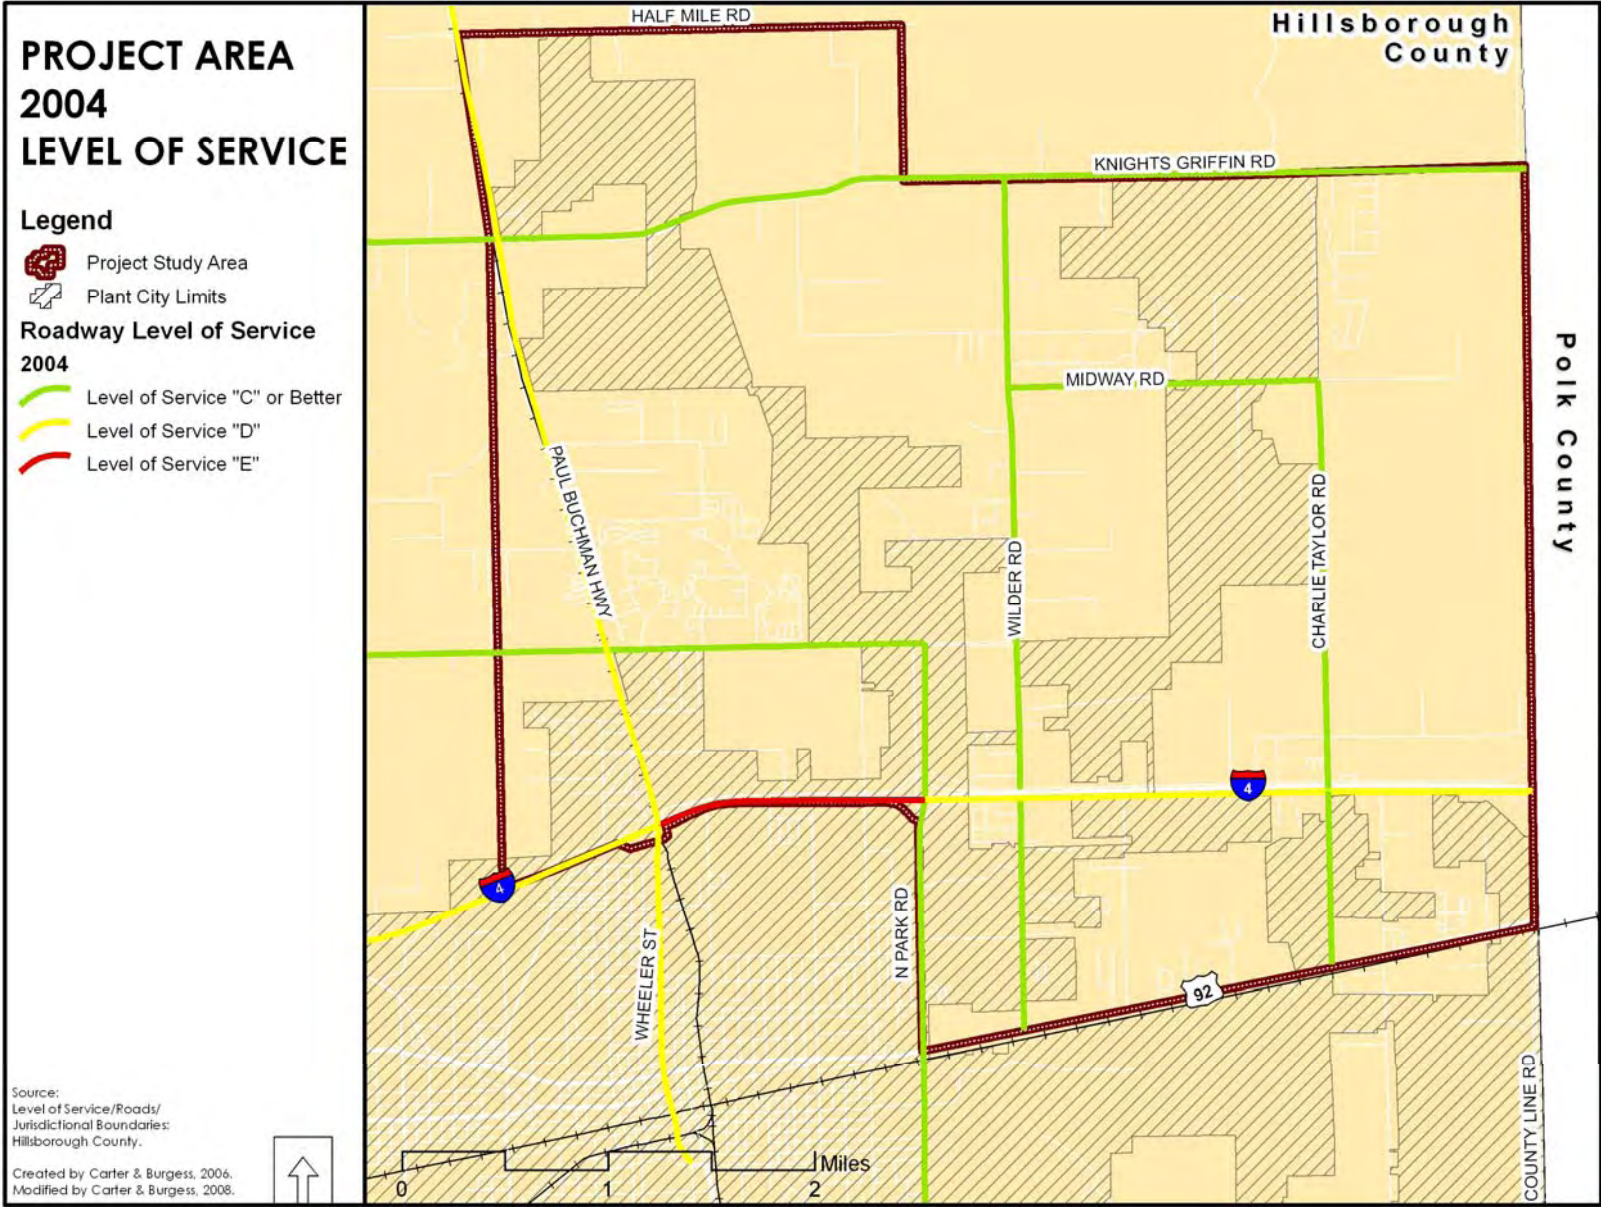 PROJECT AREA
2004
LEVEL OF SERVICE
Legend
Project Study Area
Plant City Limits
Roadway Level of Service
2004
Level of Service "C" or Better
Level of Service "D"
Level of Service "E"
Source:
Level of Service/Roads/
Jurisdictional Boundaries:
Hillsborough County.
Created by Carter & Burgess, 2006.
Modified by Carter & Burgess, 2008.
HALF MILE RD
Hillsborough
County
KNIGHTS GRIFFIN RD
MIDWAY RD
Polk County
PAUL BUCHMAN HWY
WILDER RD
CHARLIE TAYLOR RD
4
4
N PARK RD
WHEELER ST
92
COUNTY LINE RD
Miles
0 1 2